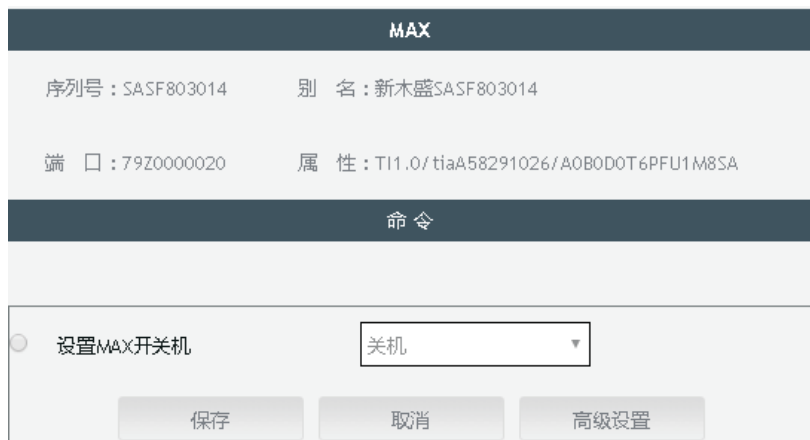 MAX
序列号:SASF803014 别 名:新木盛SASF803014
端 口:79Z0000020 属 性:TI1.0/tiaA58291026/A0B0D0T6PFU1M8SA
命 令
设置MAX开关机 关机
保存 取消 高级设置